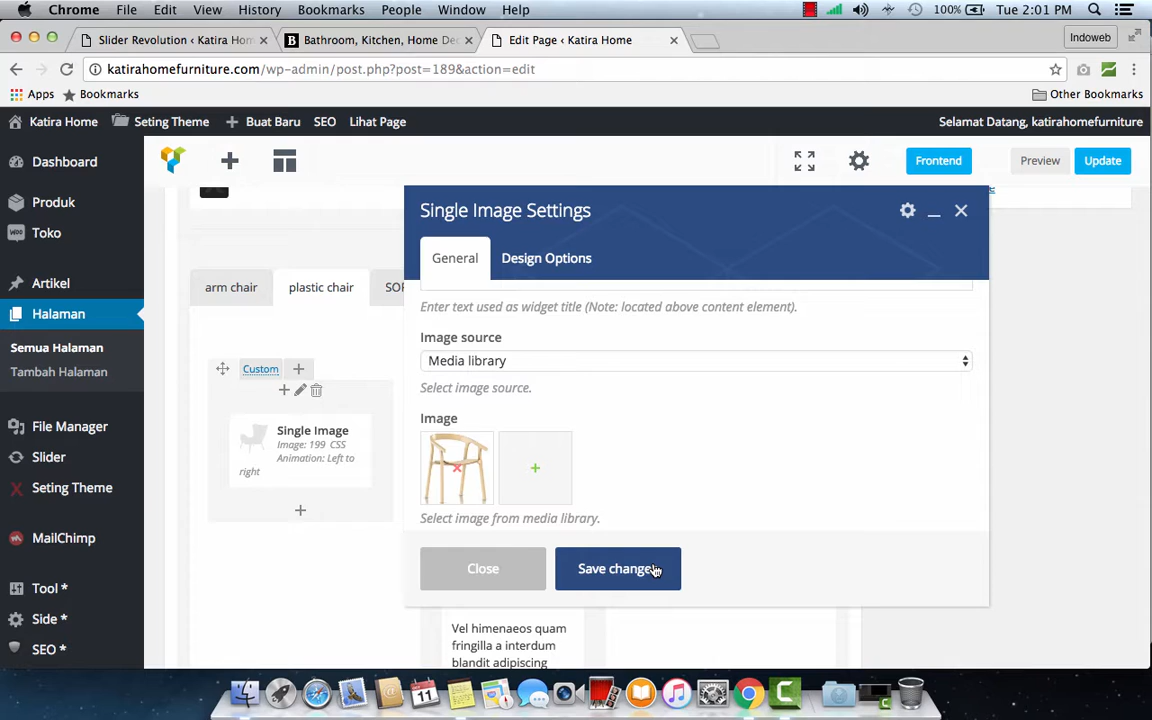 Chrome File Edit View History Bookmarks People Window Help 100% Tue 2:01 PM
Slider Revolution ‹ Katira Hom Bathroom, Kitchen, Home De Edit Page ‹ Katira Home Indoweb
katirahomefurniture.com/wp-admin/post.php?post=189&action=edit
Apps Bookmarks Other Bookmarks
Katira Home Seting Theme Buat Baru SEO Lihat Page Selamat Datang, katirahomefurniture
Dashboard
Produk
Toko
Artikel
Halaman
Semua Halaman
Tambah Halaman
File Manager
Slider
Seting Theme
MailChimp
Tool *
Side *
SEO *
Frontend Preview Update
arm chair plastic chair
Custom
Single Image
Image: 199 CSS
Animation: Left to
right
Single Image Settings
General Design Options
Enter text used as widget title (Note: located above content element).
Image source
Media library
Select image source.
Image
Select image from media library.
Close Save changes
Vel himenaeos quam
fringilla a interdum
blandit adipiscing
11